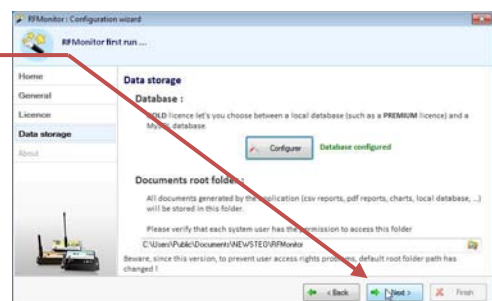 RFMonitor : Configuration wizard
RFMonitor first run ...
Home
General
Licence
Data storage
About
Data storage
Database :
GOLD licence let's you choose between a local database (such as a PREMIUM licence) and a
MySQL database.
Configurer
Database configured
Documents root folder :
All documents generated by the application (csv reports, pdf reports, charts, local database, ...)
will be stored in this folder.
Please verify that each system user has the permission to access this folder
C:\Users\Public\Documents\NEWSTEO\RFMonitor
Beware, since this version, to prevent user access rights problems, default root folder path has
changed !
< Back
Next >
Finish